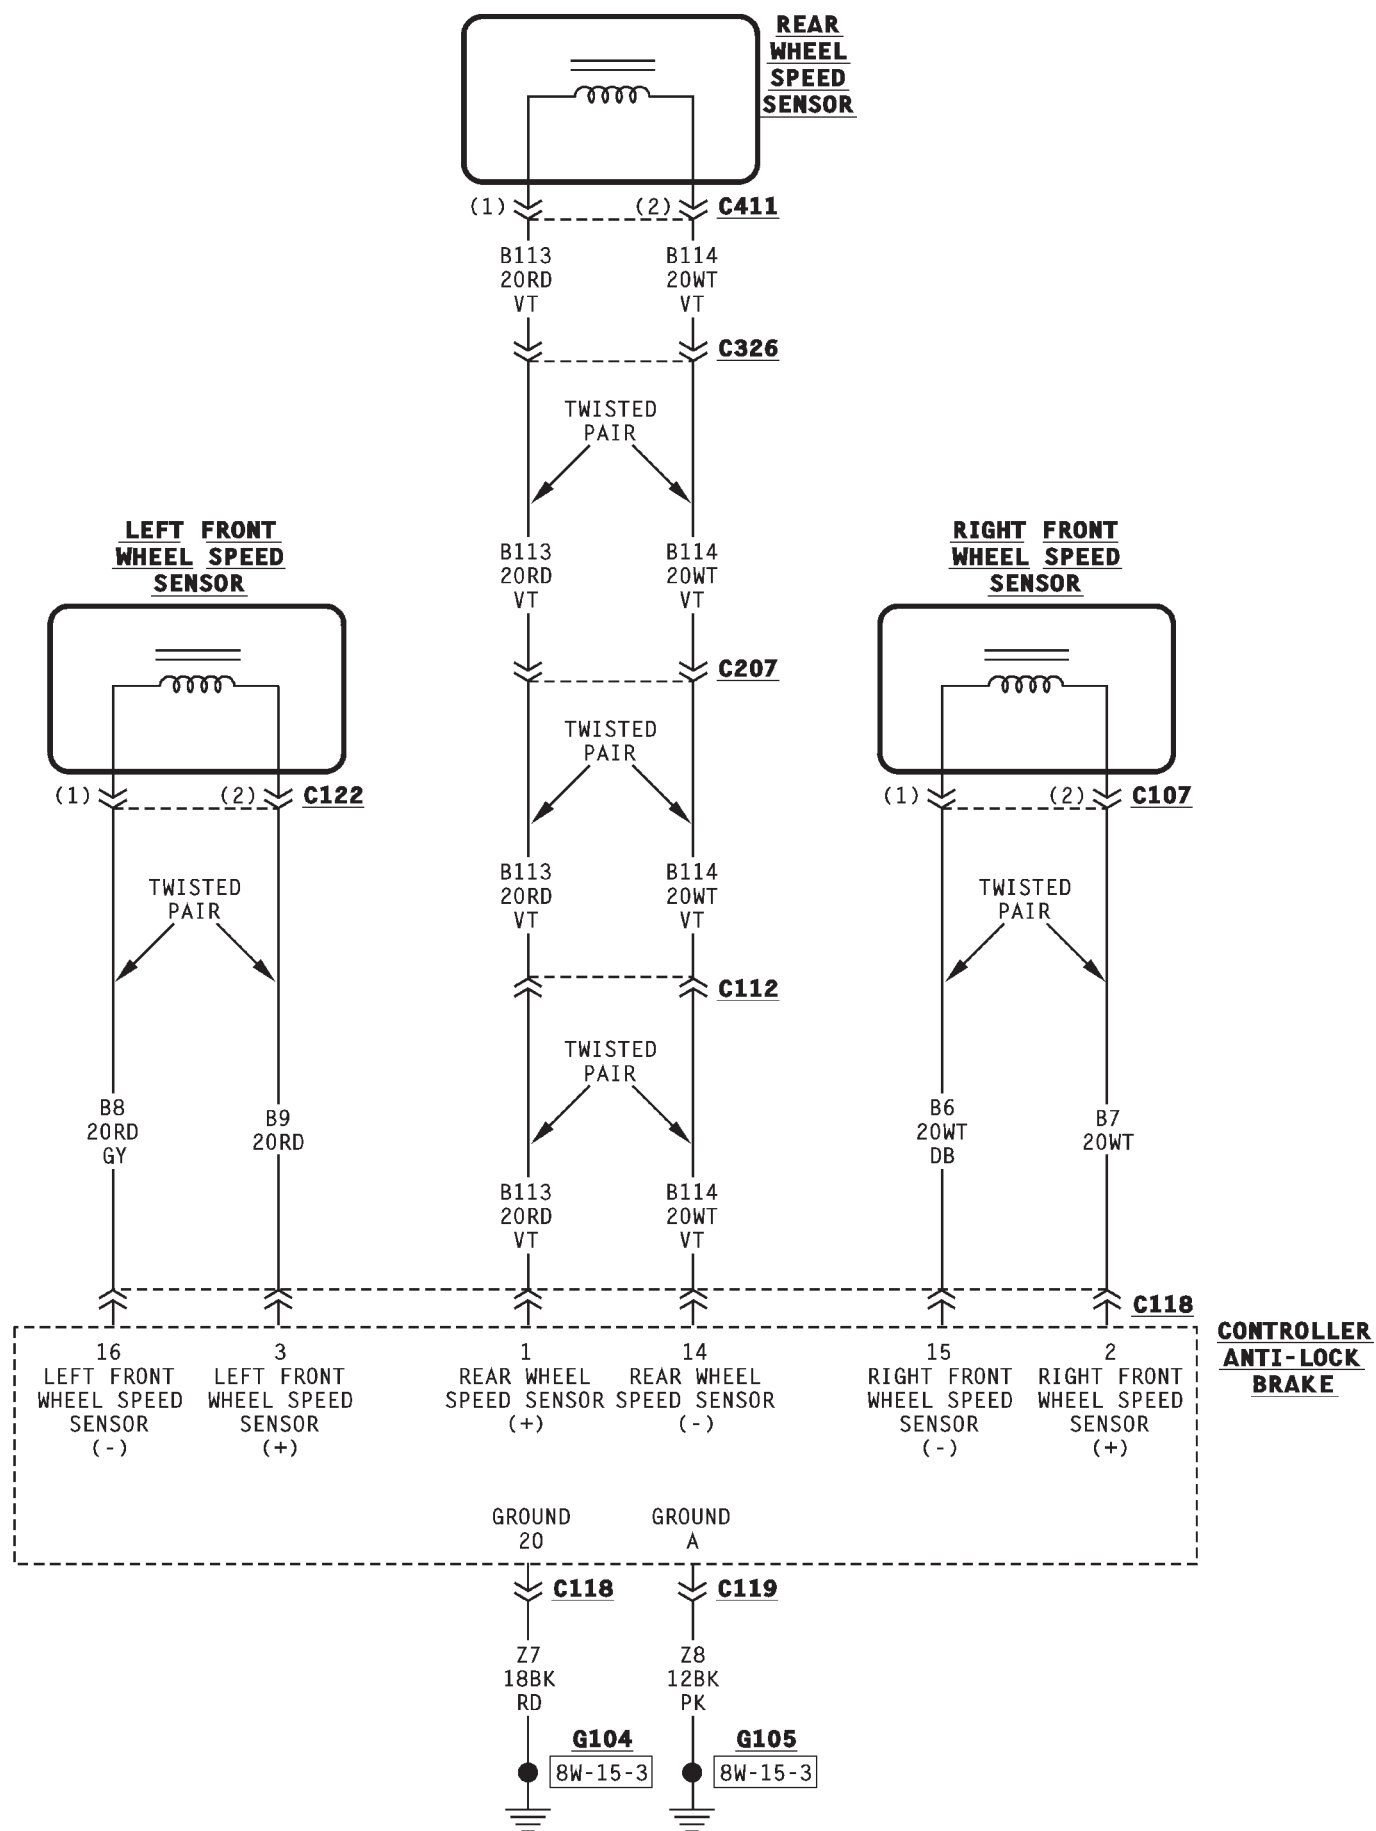 REAR
WHEEL
SPEED
SENSOR
(1) (2) C411
B113 B114
20RD 20WT
VT VT
C326
TWISTED
PAIR
LEFT FRONT
WHEEL SPEED
SENSOR
RIGHT FRONT
WHEEL SPEED
SENSOR
B113 B114
20RD 20WT
VT VT
C207
TWISTED
PAIR
(1) (2) C122
(1) (2) C107
B113 B114
20RD 20WT
VT VT
TWISTED
PAIR
TWISTED
PAIR
C112
TWISTED
PAIR
B8
20RD
GY
B9
20RD
B6
20WT
DB
B7
20WT
B113 B114
20RD 20WT
VT VT
C118
CONTROLLER
ANTI-LOCK
BRAKE
16
LEFT FRONT
WHEEL SPEED
SENSOR
(-)
3
LEFT FRONT
WHEEL SPEED
SENSOR
(+)
1
REAR WHEEL
SPEED SENSOR
(+)
14
REAR WHEEL
SPEED SENSOR
(-)
15
RIGHT FRONT
WHEEL SPEED
SENSOR
(-)
2
RIGHT FRONT
WHEEL SPEED
SENSOR
(+)
GROUND
20
GROUND
A
C118
C119
Z7
18BK
RD
Z8
12BK
PK
G104
8W-15-3
G105
8W-15-3